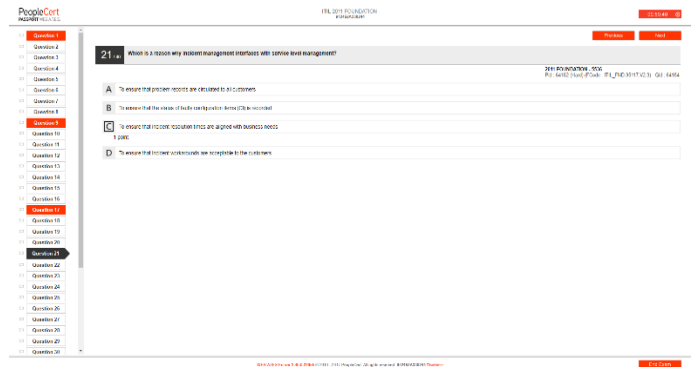 PeopleCert
ITIL 2011 FOUNDATION
Previous
Next
Question 1
Question 2
Question 3
Question 4
Question 5
Question 6
Question 7
Question 8
Question 9
Question 10
Question 11
Question 12
Question 13
Question 14
Question 15
Question 16
Question 17
Question 18
Question 19
Question 20
Question 21
Question 22
Question 23
Question 24
Question 25
Question 26
Question 27
Question 28
Question 29
Question 30
21 Which is a reason why incident management interfaces with service level management?
2011 FOUNDATION
A To ensure that problem records are circulated to all customers
B To ensure that the status of faulty configuration items (CI) is recorded
C To ensure that incident resolution times are aligned with business needs
1 point
D To ensure that incident workarounds are acceptable to the customers
End Exam